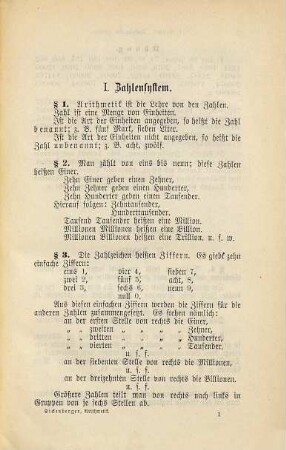 I. Zahlensystem.
§ 1. Arithmetik ist die Lehre von den Zahlen.
Zahl ist eine Menge von Einheiten.
Ist die Art der Einheiten angegeben, so heißt die Zahl
benannt; z. B. fünf Mark, sieben Liter.
Ist die Art der Einheiten nicht angegeben, so heißt die
Zahl unbenannt; z. B. acht, zwölf.
§ 2. Man zählt von eins bis neun; diese Zahlen
heißen Einer.
Zehn Einer geben einen Zehner,
Zehn Zehner geben einen Hunderter,
Zehn Hunderter geben einen Tausender.
Hierauf folgen: Zehntausender,
Hunderttausender.
Tausend Tausender heißen eine Million.
Millionen Millionen heißen eine Billion.
Millionen Billionen heißen eine Trillion, u. s. w.
§ 3. Die Zahlzeichen heißen Ziffern. Es giebt zehn
einfache Ziffern:
eins 1, vier 4, sieben 7,
zwei 2, fünf 5, acht, 8,
drei 3, sechs 6, neun 9,
null 0.
Aus diesen einfachen Ziffern werden die Ziffern für die
anderen Zahlen zusammengesetzt. Es stehen nämlich:
an der ersten Stelle von rechts die Einer,
" " zweiten " " " Zehner,
" " dritten " " " Hunderter,
" " vierten " " " Tausender,
u. s. f.
an der siebenten Stelle von rechts die Millionen,
u. s. f.
an der dreizehnten Stelle von rechts die Billionen.
u. s. f.
Größere Zahlen teilt man von rechts nach links in
Gruppen von je sechs Stellen ab.
Arithmetik. 1